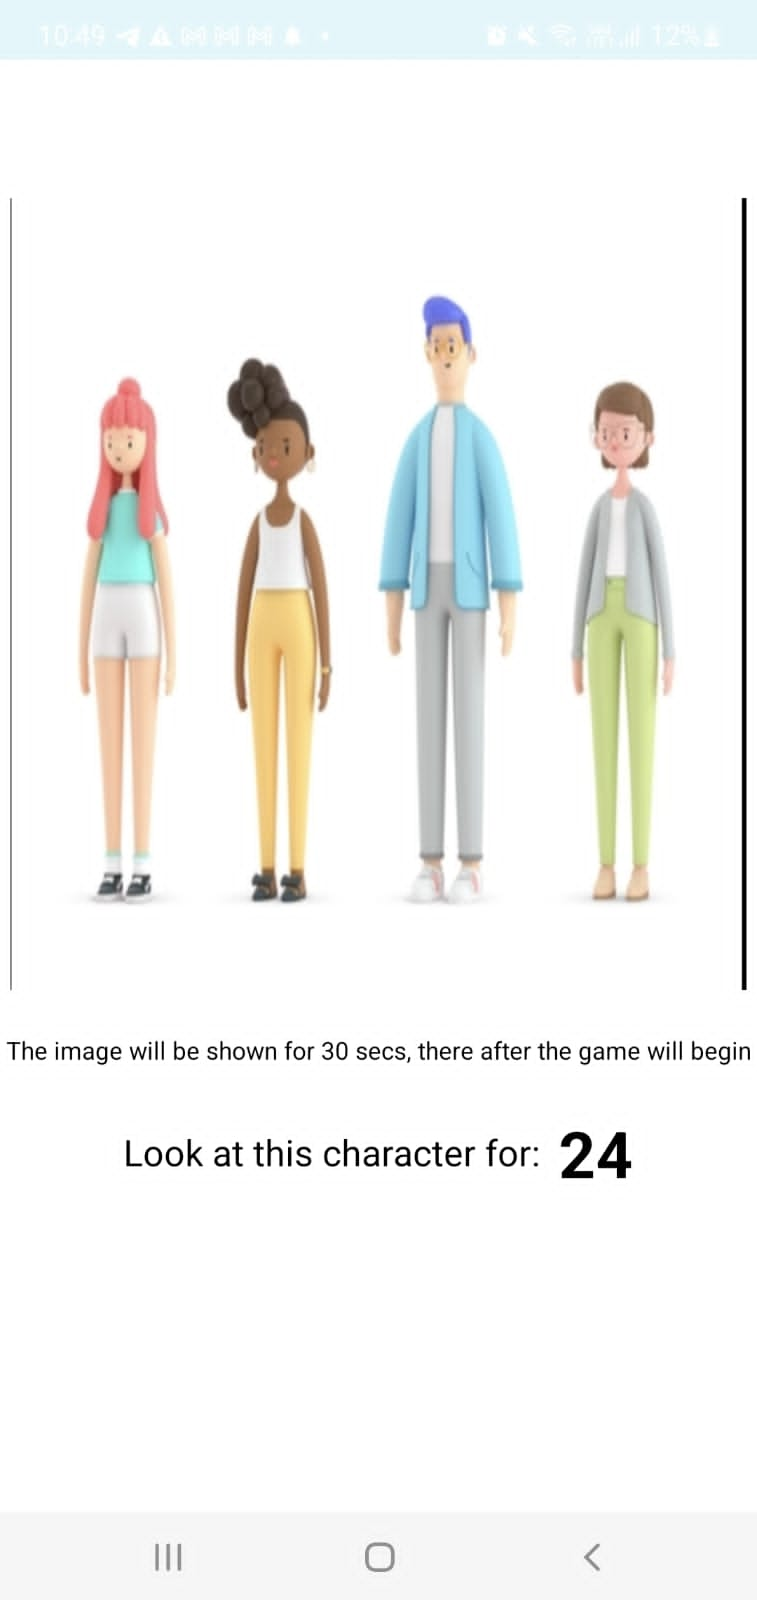 10:49 12%
The image will be shown for 30 secs, there after the game will begin
Look at this character for: 24